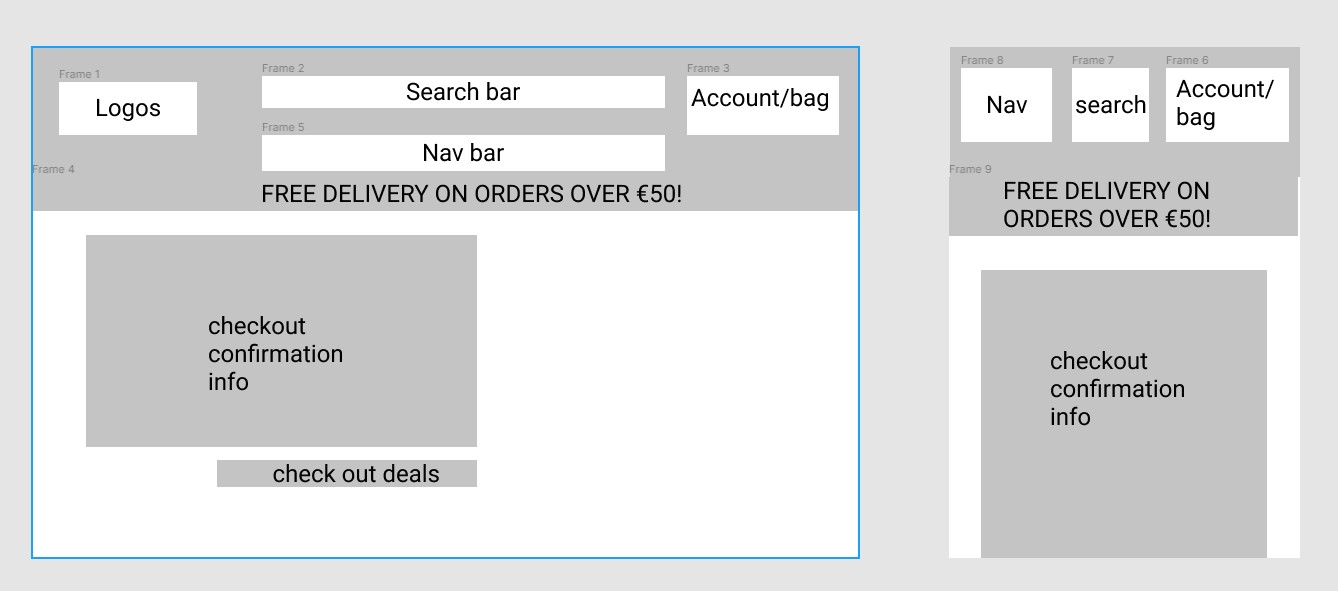 Frame 1
Logos
Frame 2
Search bar
Frame 3
Account/bag
Frame 5
Nav bar
Frame 4
FREE DELIVERY ON ORDERS OVER €50!
checkout
confirmation
info
check out deals
Frame 8
Nav
Frame 7
search
Frame 6
Account/
bag
Frame 9
FREE DELIVERY ON
ORDERS OVER €50!
checkout
confirmation
info